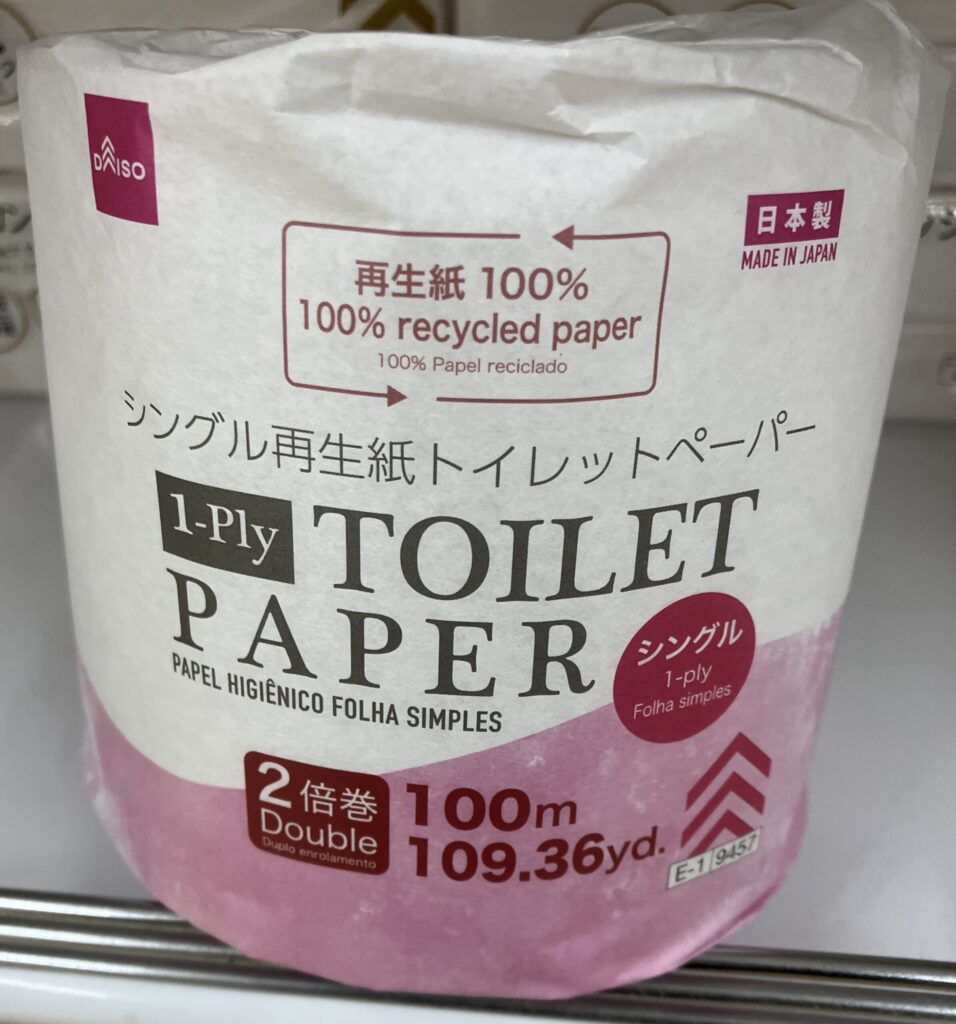 DAISO
日本製
MADE IN JAPAN
再生紙 100%
100% recycled paper
100% Papel reciclado
シングル再生紙トイレットペーパー
1-Ply TOILET
PAPER
PAPEL HIGIÊNICO FOLHA SIMPLES
シングル
1-ply
Folha simples
2倍巻
Double
Duplo enrolamento
100m
109.36yd.
E-1 9457